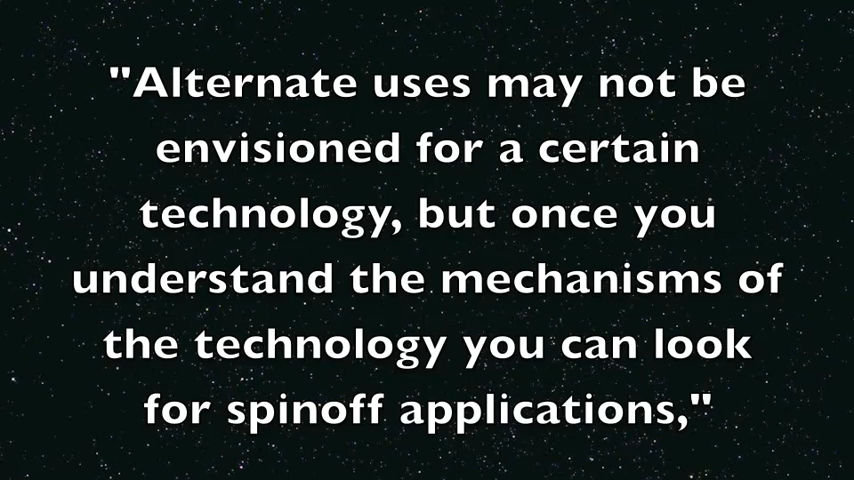 "Alternate uses may not be
envisioned for a certain
technology, but once you
understand the mechanisms of
the technology you can look
for spinoff applications,"